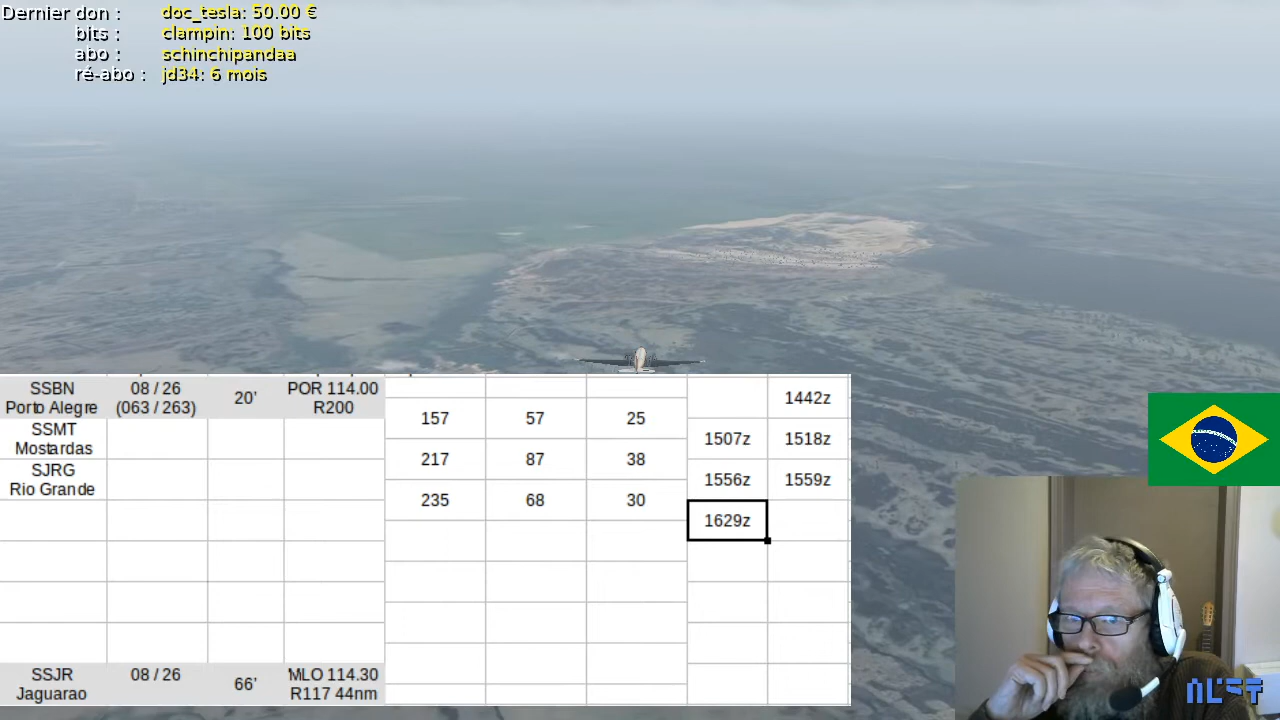 Dernier don : doc_tesla: 50.00 €
bits : clampin: 100 bits
abo : schinchipandaa
ré-abo : jd34: 6 mois
SSBN
Porto Alegre
08 / 26
(063 / 263)
20'
POR 114.00
R200
1442z
157 57 25
SSMT
Mostardas
1507z 1518z
217 87 38
SJRG
Rio Grande
1556z 1559z
235 68 30
1629z
SSJR
Jaguarao
08 / 26
66'
MLO 114.30
R117 44nm